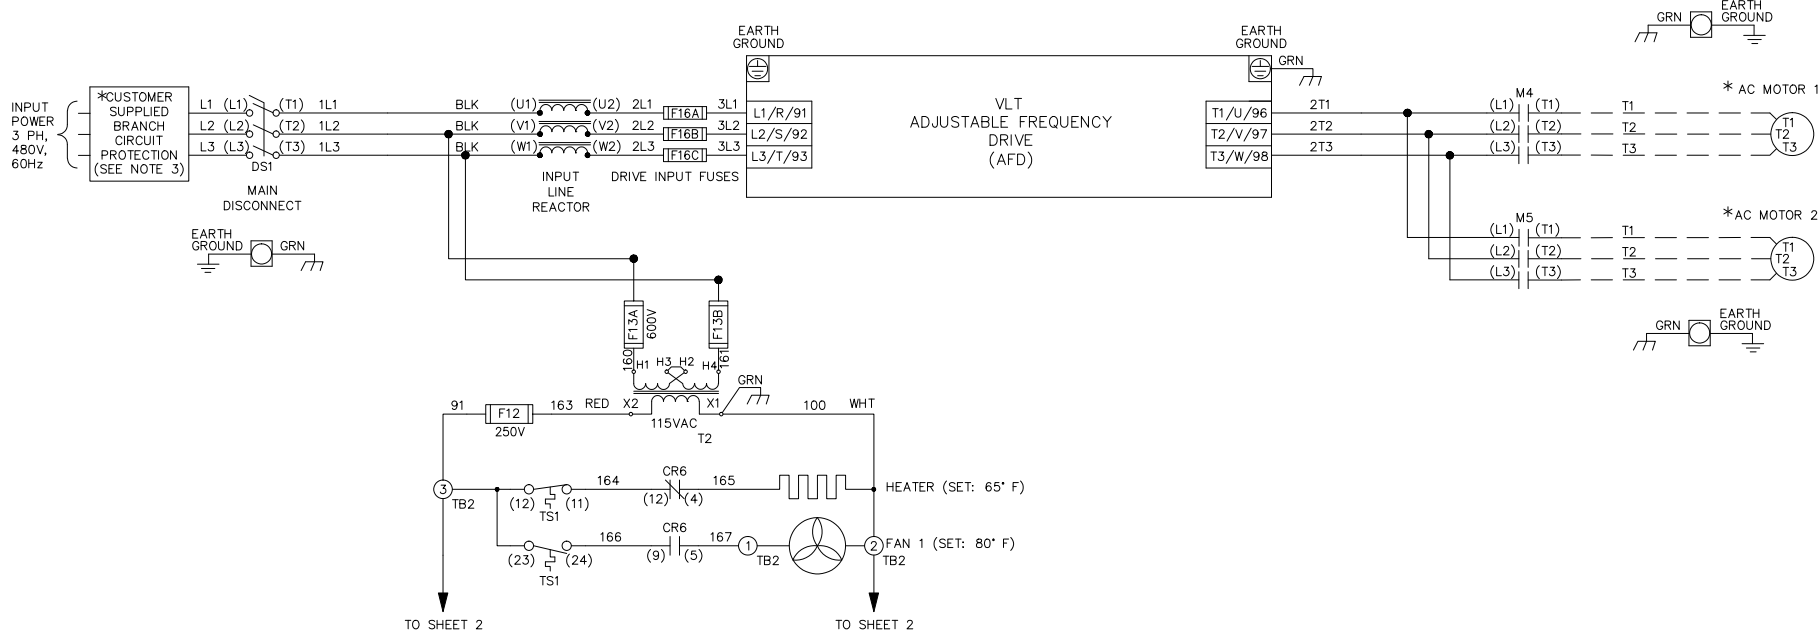 GRN
EARTH
GROUND
EARTH
GROUND
EARTH
GROUND
GRN
INPUT
POWER
3 PH,
480V,
60Hz
*CUSTOMER
SUPPLIED
BRANCH
CIRCUIT
PROTECTION
(SEE NOTE 3)
L1 (L1) (T1) 1L1
L2 (L2) (T2) 1L2
L3 (L3) (T3) 1L3
DS1
MAIN
DISCONNECT
BLK (U1) (U2) 2L1 F16A 3L1 L1/R/91
BLK (V1) (V2) 2L2 F16B 3L2 L2/S/92
BLK (W1) (W2) 2L3 F16C 3L3 L3/T/93
INPUT
LINE
REACTOR
DRIVE INPUT FUSES
VLT
ADJUSTABLE FREQUENCY
DRIVE
(AFD)
T1/U/96 2T1
T2/V/97 2T2
T3/W/98 2T3
M4
(L1) (T1) T1
(L2) (T2) T2
(L3) (T3) T3
* AC MOTOR 1
T1
T2
T3
M5
(L1) (T1) T1
(L2) (T2) T2
(L3) (T3) T3
*AC MOTOR 2
T1
T2
T3
EARTH
GROUND
GRN
GRN
EARTH
GROUND
F13A
600V
F13B
160
161
H1 H3 H2 H4
GRN
91 F12 163 RED X2 X1 100 WHT
250V
115VAC
T2
3
TB2
(12) (11)
TS1
164
CR6
(12) (4)
165
HEATER (SET: 65° F)
(23) (24)
TS1
166
CR6
(9) (5)
167
1
TB2
2
TB2
FAN 1 (SET: 80° F)
TO SHEET 2
TO SHEET 2